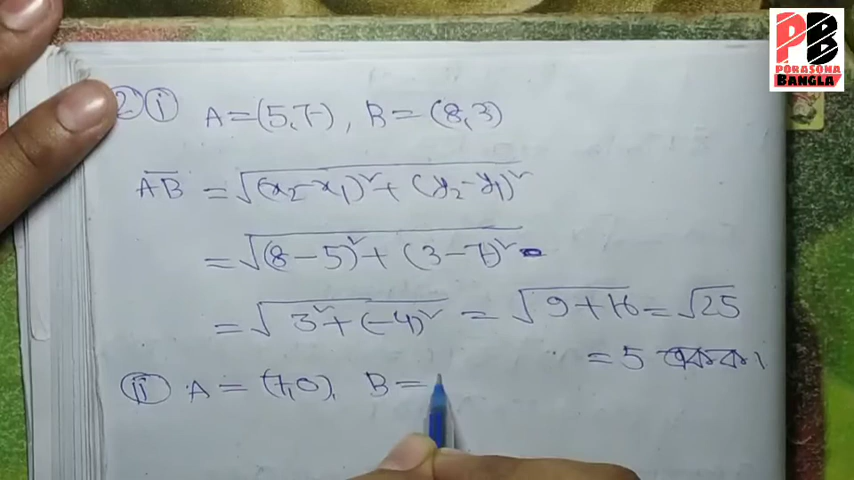 PB
PORASONA
BANGLA
2 i A = (5,7), B = (8,3)
AB = √(x₂-x₁)² + (y₂-y₁)²
= √(8-5)² + (3-7)²
= √3² + (-4)² = √9+16 = √25
= 5 একক।
ii A = (7,0), B =